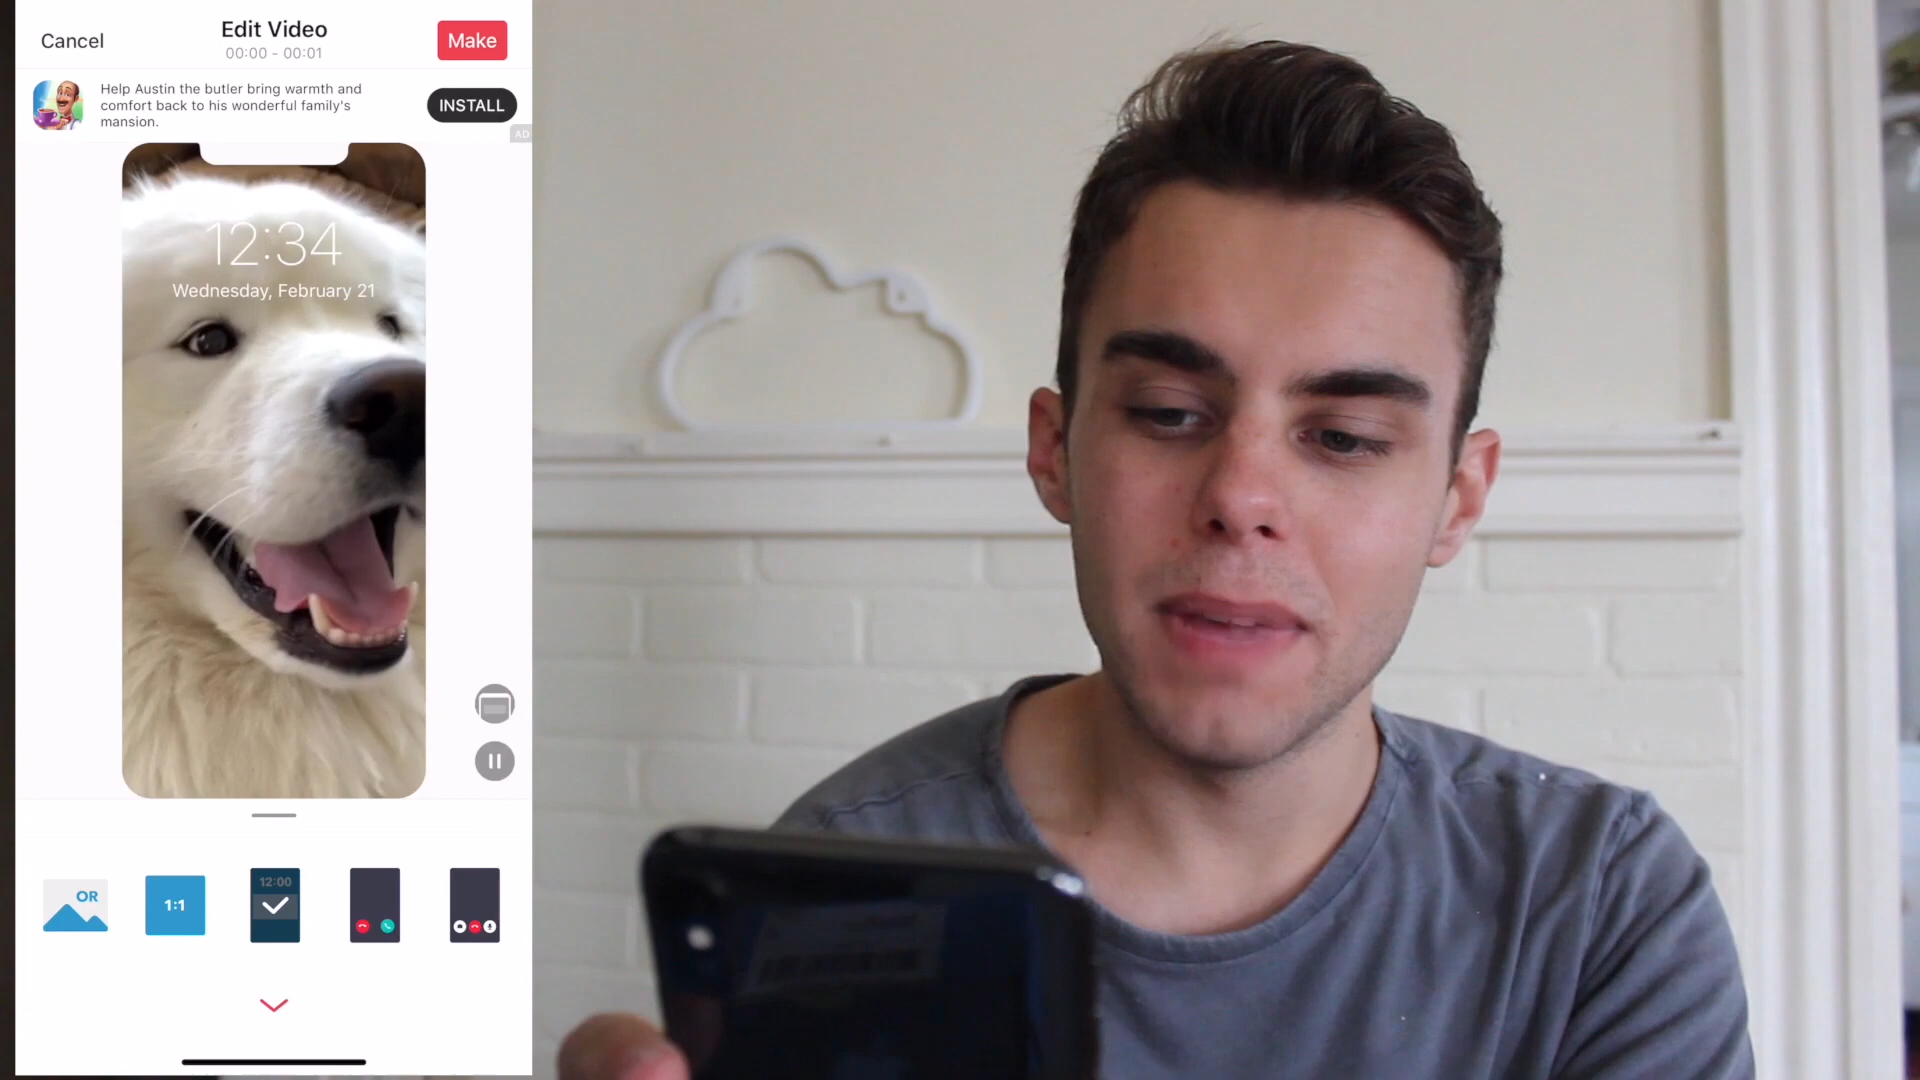 Cancel
Edit Video
00:00 - 00:01
Make
Help Austin the butler bring warmth and
comfort back to his wonderful family's
mansion.
INSTALL
AD
12:34
Wednesday, February 21
OR
1:1
12:00